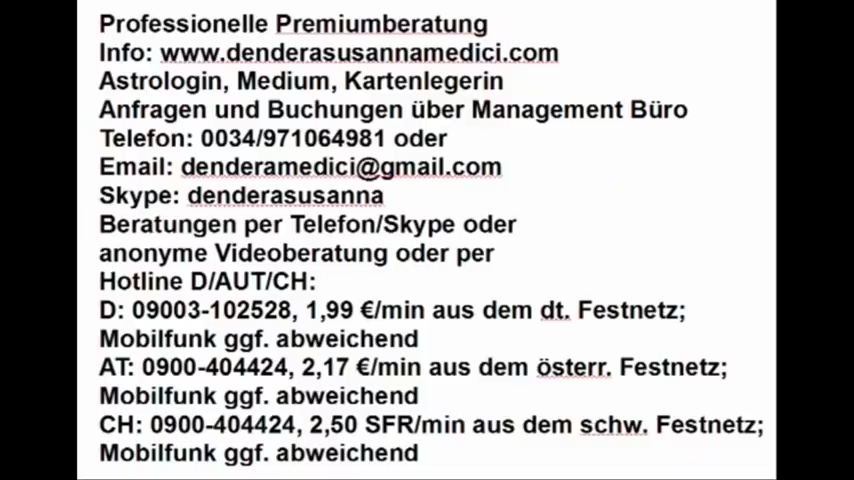 Professionelle Premiumberatung
Info: www.denderasusannamedici.com
Astrologin, Medium, Kartenlegerin
Anfragen und Buchungen über Management Büro
Telefon: 0034/971064981 oder
Email: denderamedici@gmail.com
Skype: denderasusanna
Beratungen per Telefon/Skype oder
anonyme Videoberatung oder per
Hotline D/AUT/CH:
D: 09003-102528, 1,99 €/min aus dem dt. Festnetz;
Mobilfunk ggf. abweichend
AT: 0900-404424, 2,17 €/min aus dem österr. Festnetz;
Mobilfunk ggf. abweichend
CH: 0900-404424, 2,50 SFR/min aus dem schw. Festnetz;
Mobilfunk ggf. abweichend